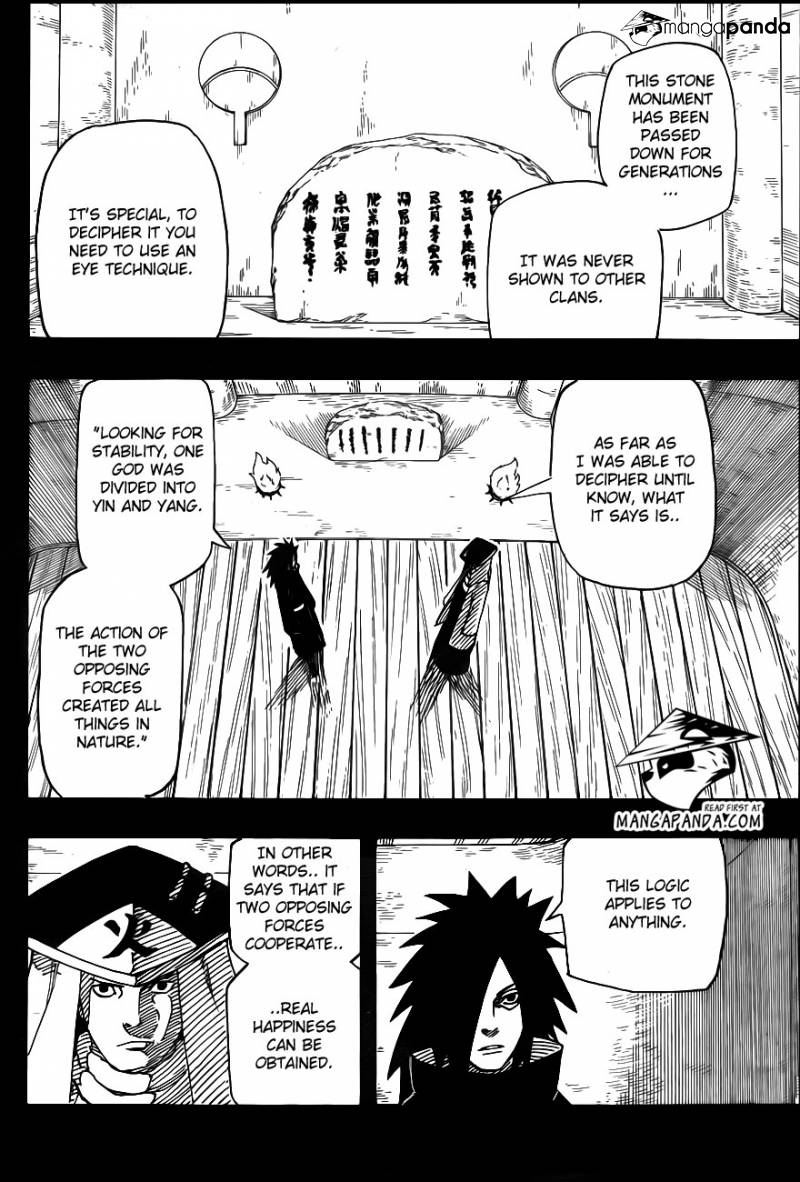 mangapanda
THIS STONE
MONUMENT
HAS BEEN
PASSED
DOWN FOR
GENERATIONS
...
IT WAS NEVER
SHOWN TO OTHER
CLANS.
IT'S SPECIAL, TO
DECIPHER IT YOU
NEED TO USE AN
EYE TECHNIQUE.
AS FAR AS
I WAS ABLE TO
DECIPHER UNTIL
KNOW, WHAT
IT SAYS IS..
"LOOKING FOR
STABILITY, ONE
GOD WAS
DIVIDED INTO
YIN AND YANG.
THE ACTION OF
THE TWO
OPPOSING
FORCES
CREATED ALL
THINGS IN
NATURE."
READ FIRST AT
MANGAPANDA.COM
THIS LOGIC
APPLIES TO
ANYTHING.
IN OTHER
WORDS.. IT
SAYS THAT IF
TWO OPPOSING
FORCES
COOPERATE..
..REAL
HAPPINESS
CAN BE
OBTAINED.
火